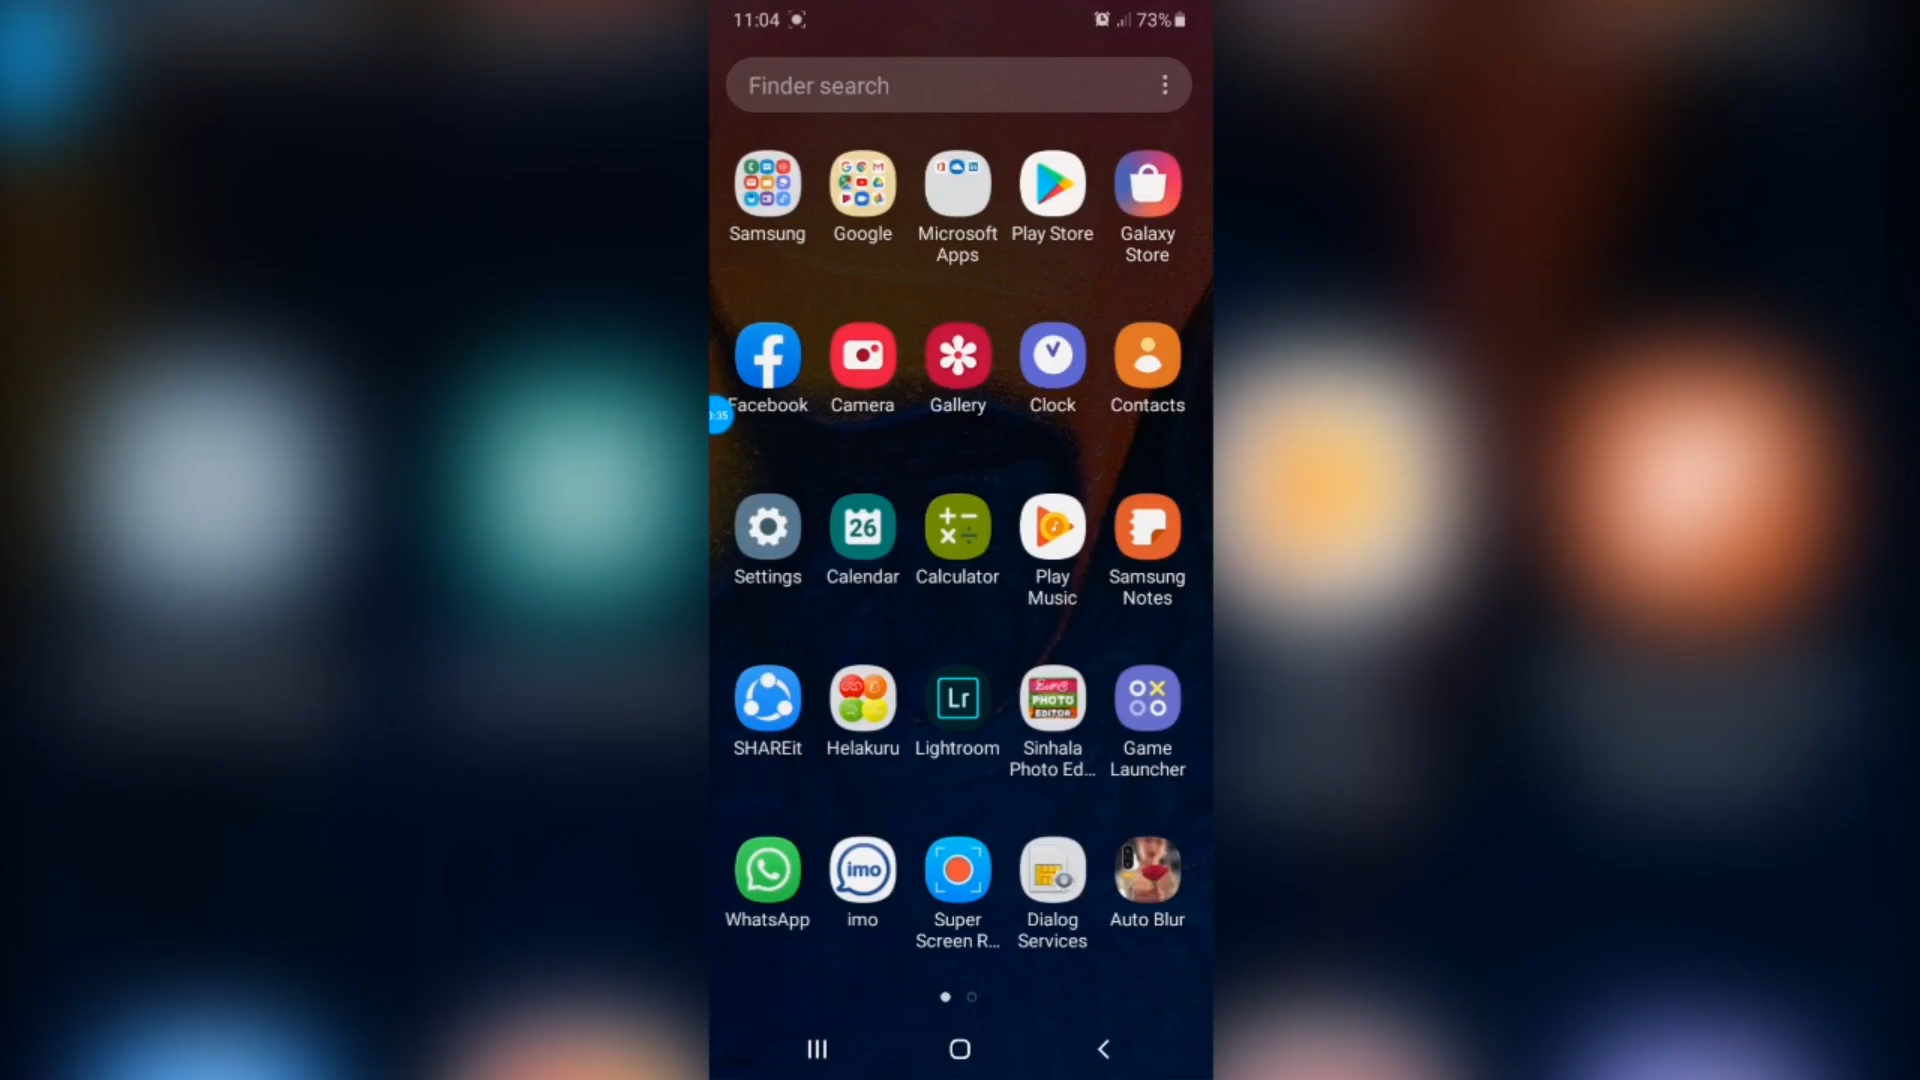 11:04
73%
Finder search
Samsung
Google
Microsoft
Apps
Play Store
Galaxy
Store
Facebook
Camera
Gallery
Clock
Contacts
:35
26
Settings
Calendar
Calculator
Play
Music
Samsung
Notes
Lr
සිංහල
PHOTO
EDITOR
SHAREit
Helakuru
Lightroom
Sinhala
Photo Ed...
Game
Launcher
imo
WhatsApp
imo
Super
Screen R...
Dialog
Services
Auto Blur